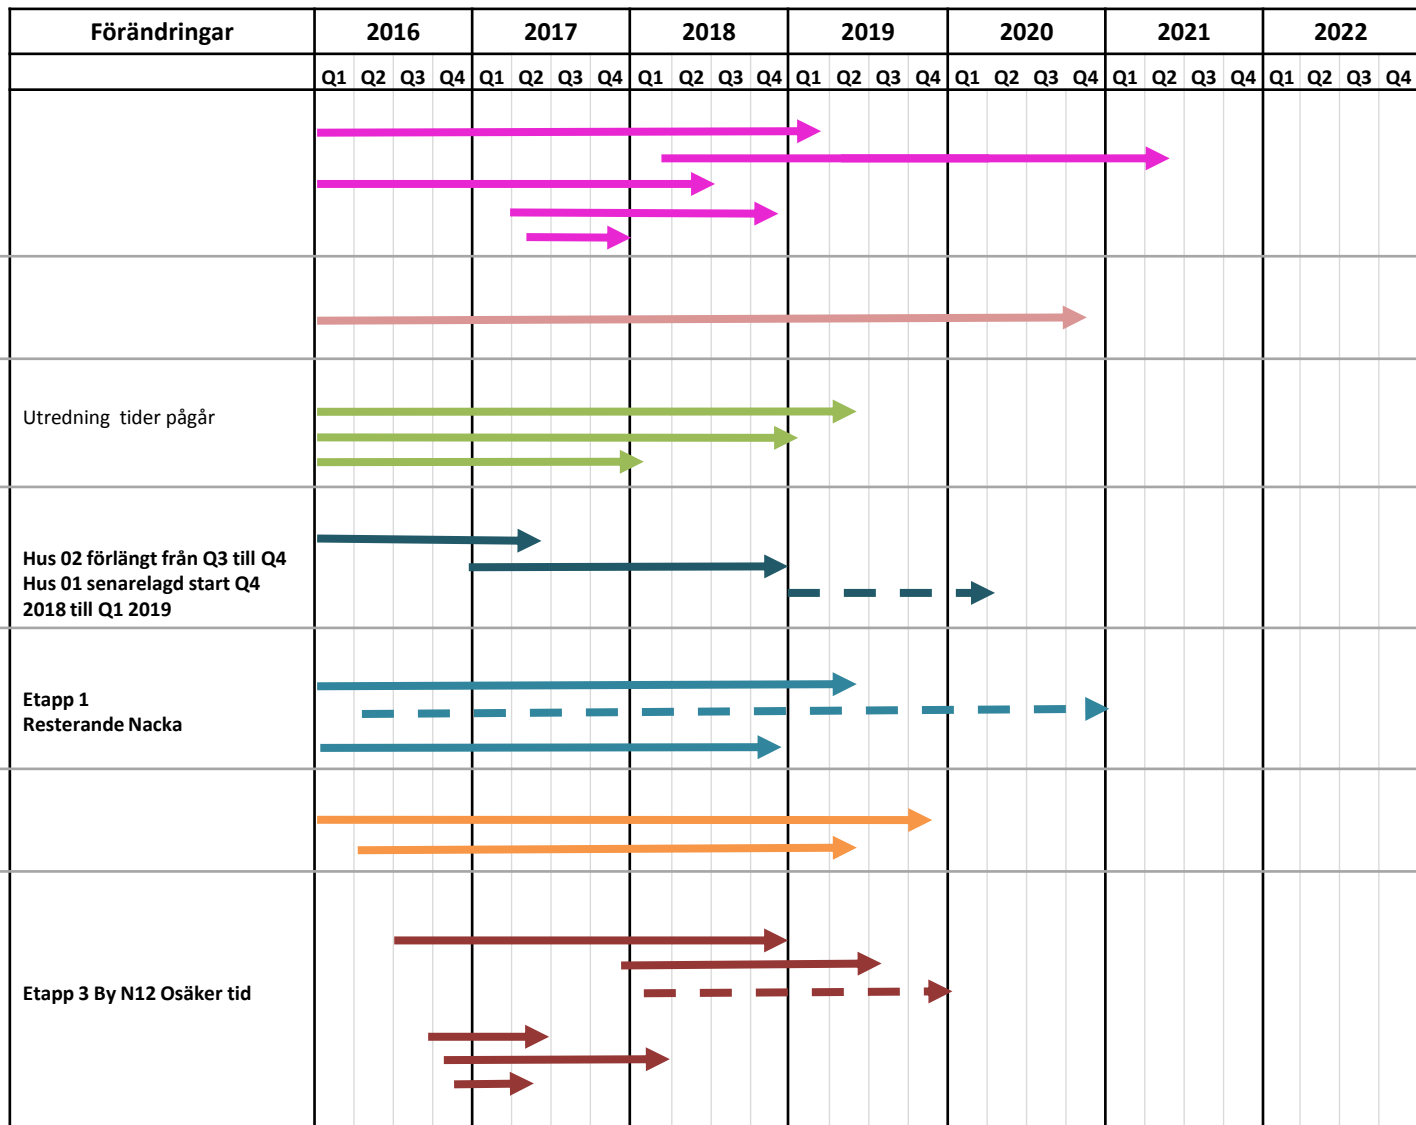 Förändringar 2016 2017 2018 2019 2020 2021 2022
Q1 Q2 Q3 Q4 Q1 Q2 Q3 Q4 Q1 Q2 Q3 Q4 Q1 Q2 Q3 Q4 Q1 Q2 Q3 Q4 Q1 Q2 Q3 Q4 Q1 Q2 Q3 Q4
Utredning tider pågår
Hus 02 förlängt från Q3 till Q4
Hus 01 senarelagd start Q4
2018 till Q1 2019
Etapp 1
Resterande Nacka
Etapp 3 By N12 Osäker tid